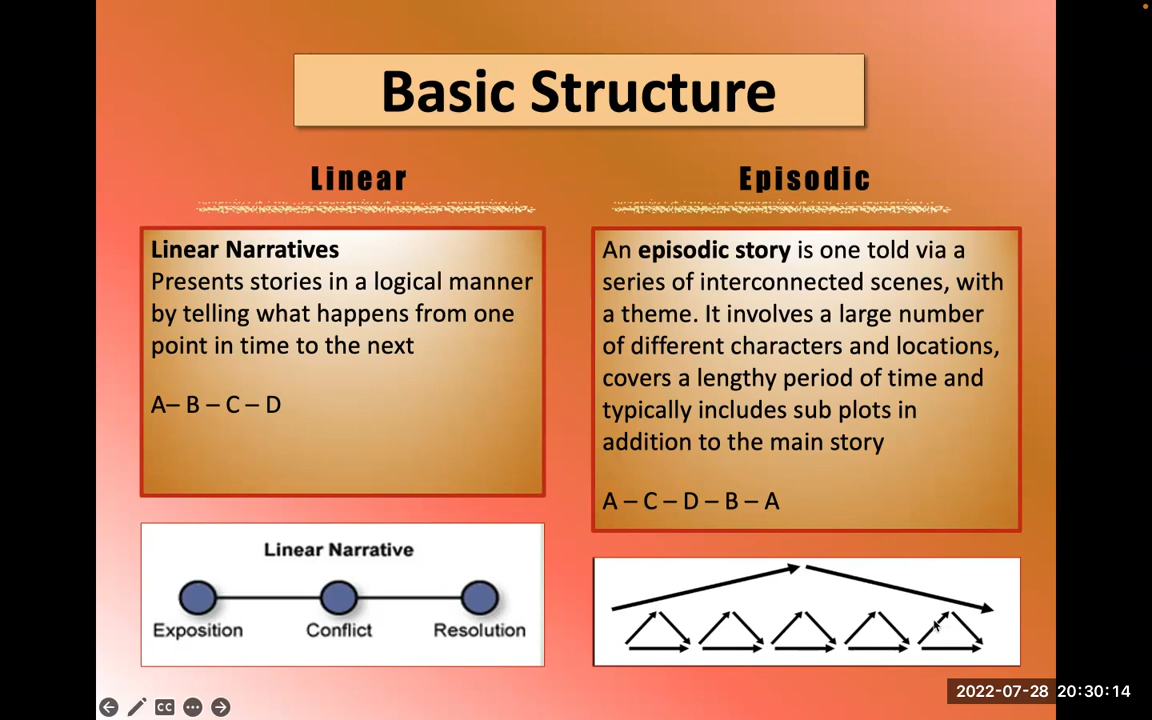 Basic Structure
Linear
Linear Narratives
Presents stories in a logical manner
by telling what happens from one
point in time to the next
A– B – C – D
Linear Narrative
Exposition
Conflict
Resolution
Episodic
An episodic story is one told via a
series of interconnected scenes, with
a theme. It involves a large number
of different characters and locations,
covers a lengthy period of time and
typically includes sub plots in
addition to the main story
A – C – D – B – A
CC
2022-07-28 20:30:14